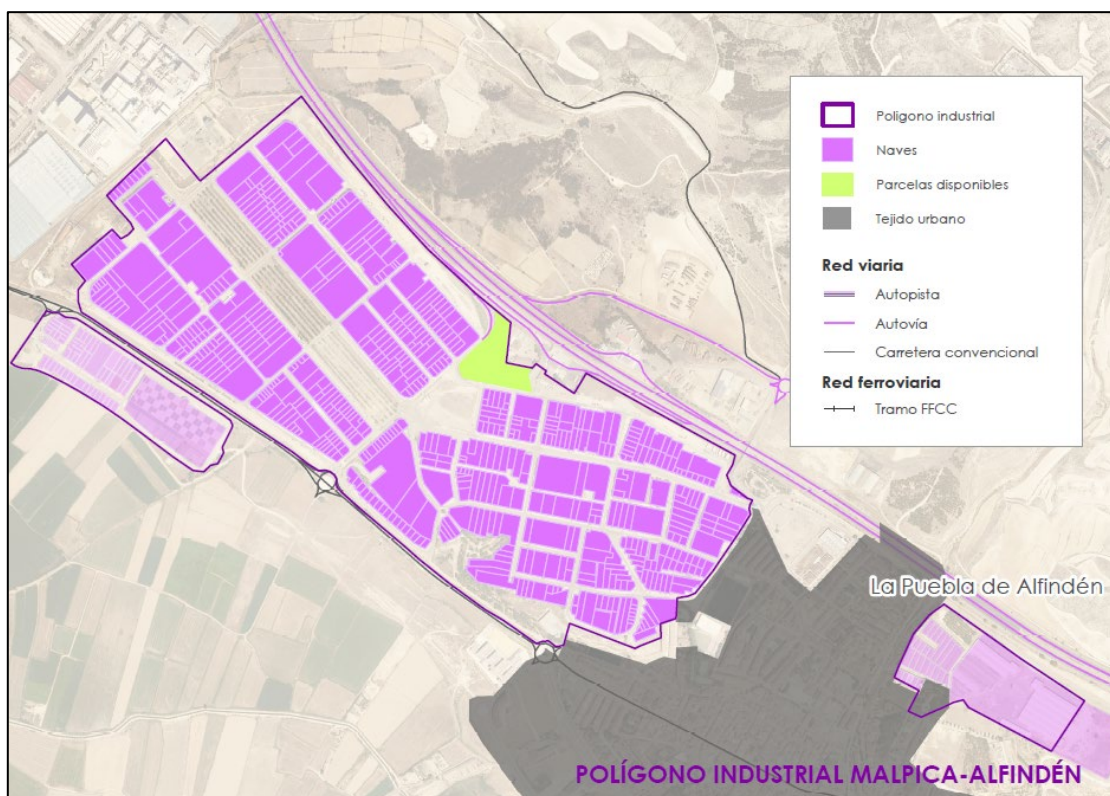 Poligono industrial
Naves
Parcelas disponibles
Tejido urbano
Red viaria
Autopista
Autovía
Carretera convencional
Red ferroviaria
Tramo FFCC
La Puebla de Alfindén
POLÍGONO INDUSTRIAL MALPICA-ALFINDÉN